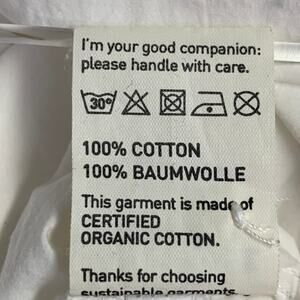 I'm your good companion:
please handle with care.
30°
100% COTTON
100% BAUMWOLLE
This garment is made of
CERTIFIED
ORGANIC COTTON.
Thanks for choosing
sustainable garments.